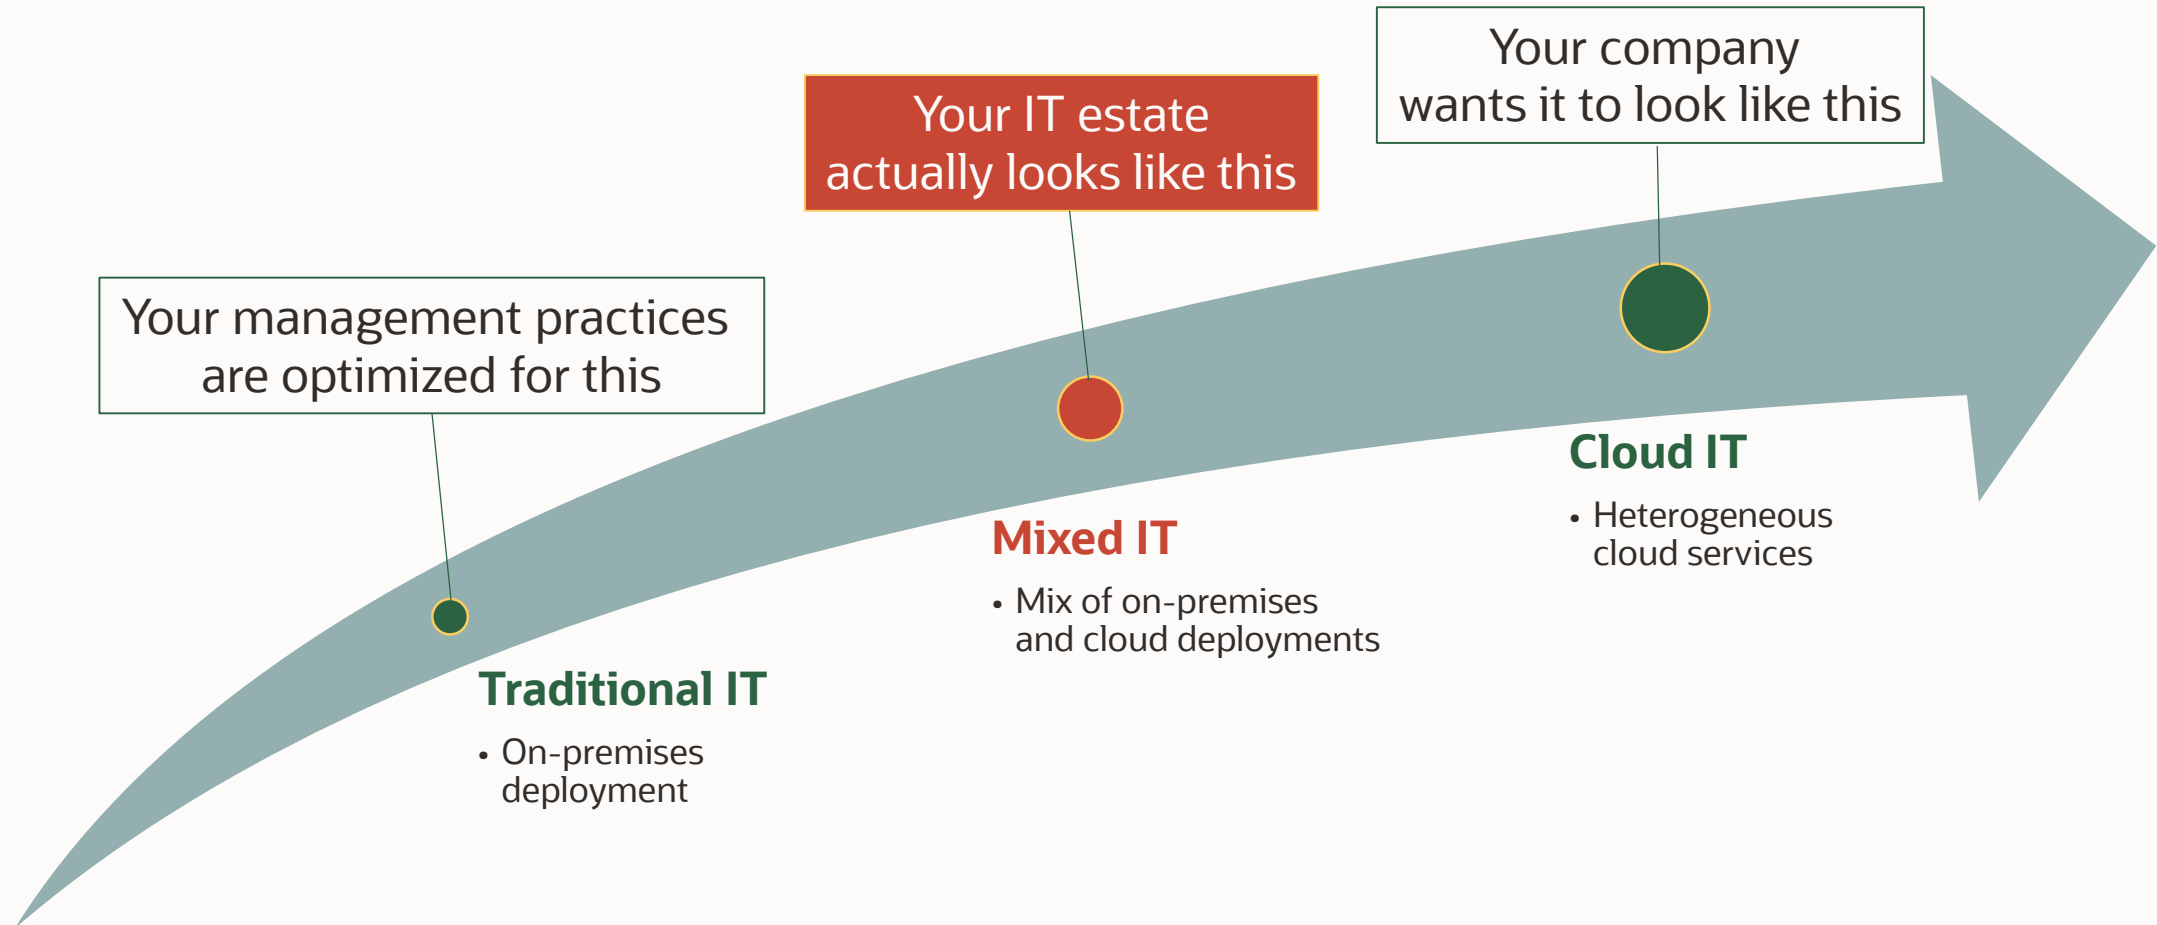 Your management practices
are optimized for this
Traditional IT
• On-premises
deployment
Your IT estate
actually looks like this
Mixed IT
• Mix of on-premises
and cloud deployments
Your company
wants it to look like this
Cloud IT
• Heterogeneous
cloud services